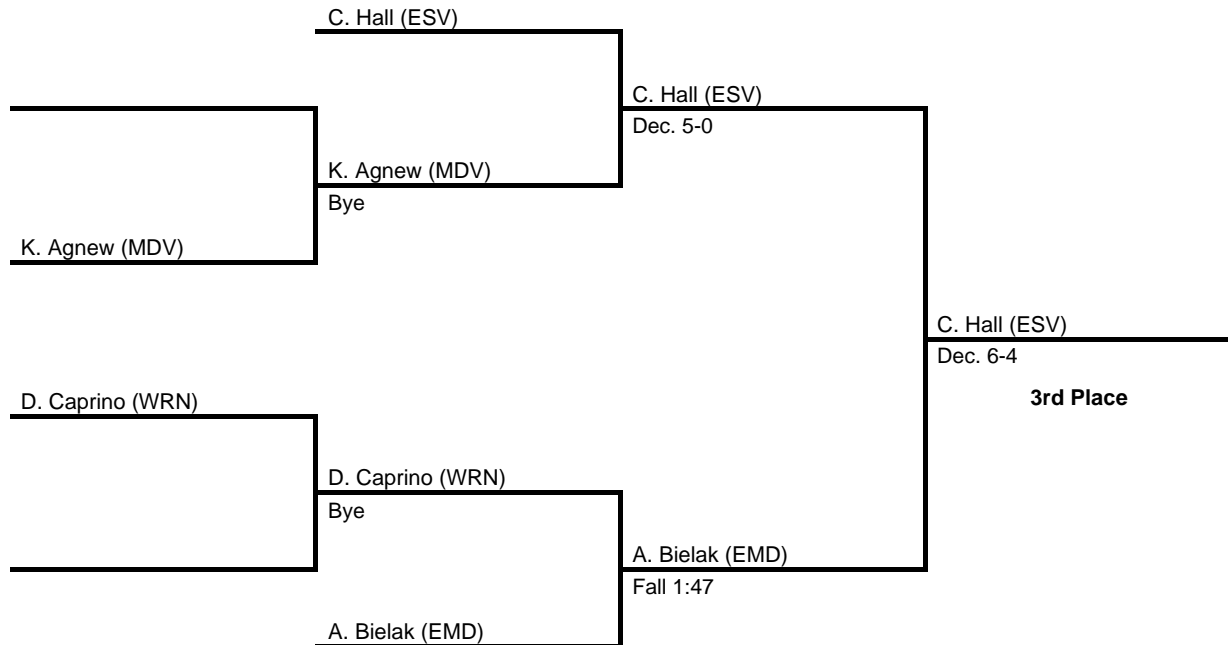 C. Hall (ESV)
C. Hall (ESV)
Dec. 5-0
K. Agnew (MDV)
Bye
K. Agnew (MDV)
C. Hall (ESV)
Dec. 6-4
3rd Place
D. Caprino (WRN)
D. Caprino (WRN)
Bye
A. Bielak (EMD)
Fall 1:47
A. Bielak (EMD)